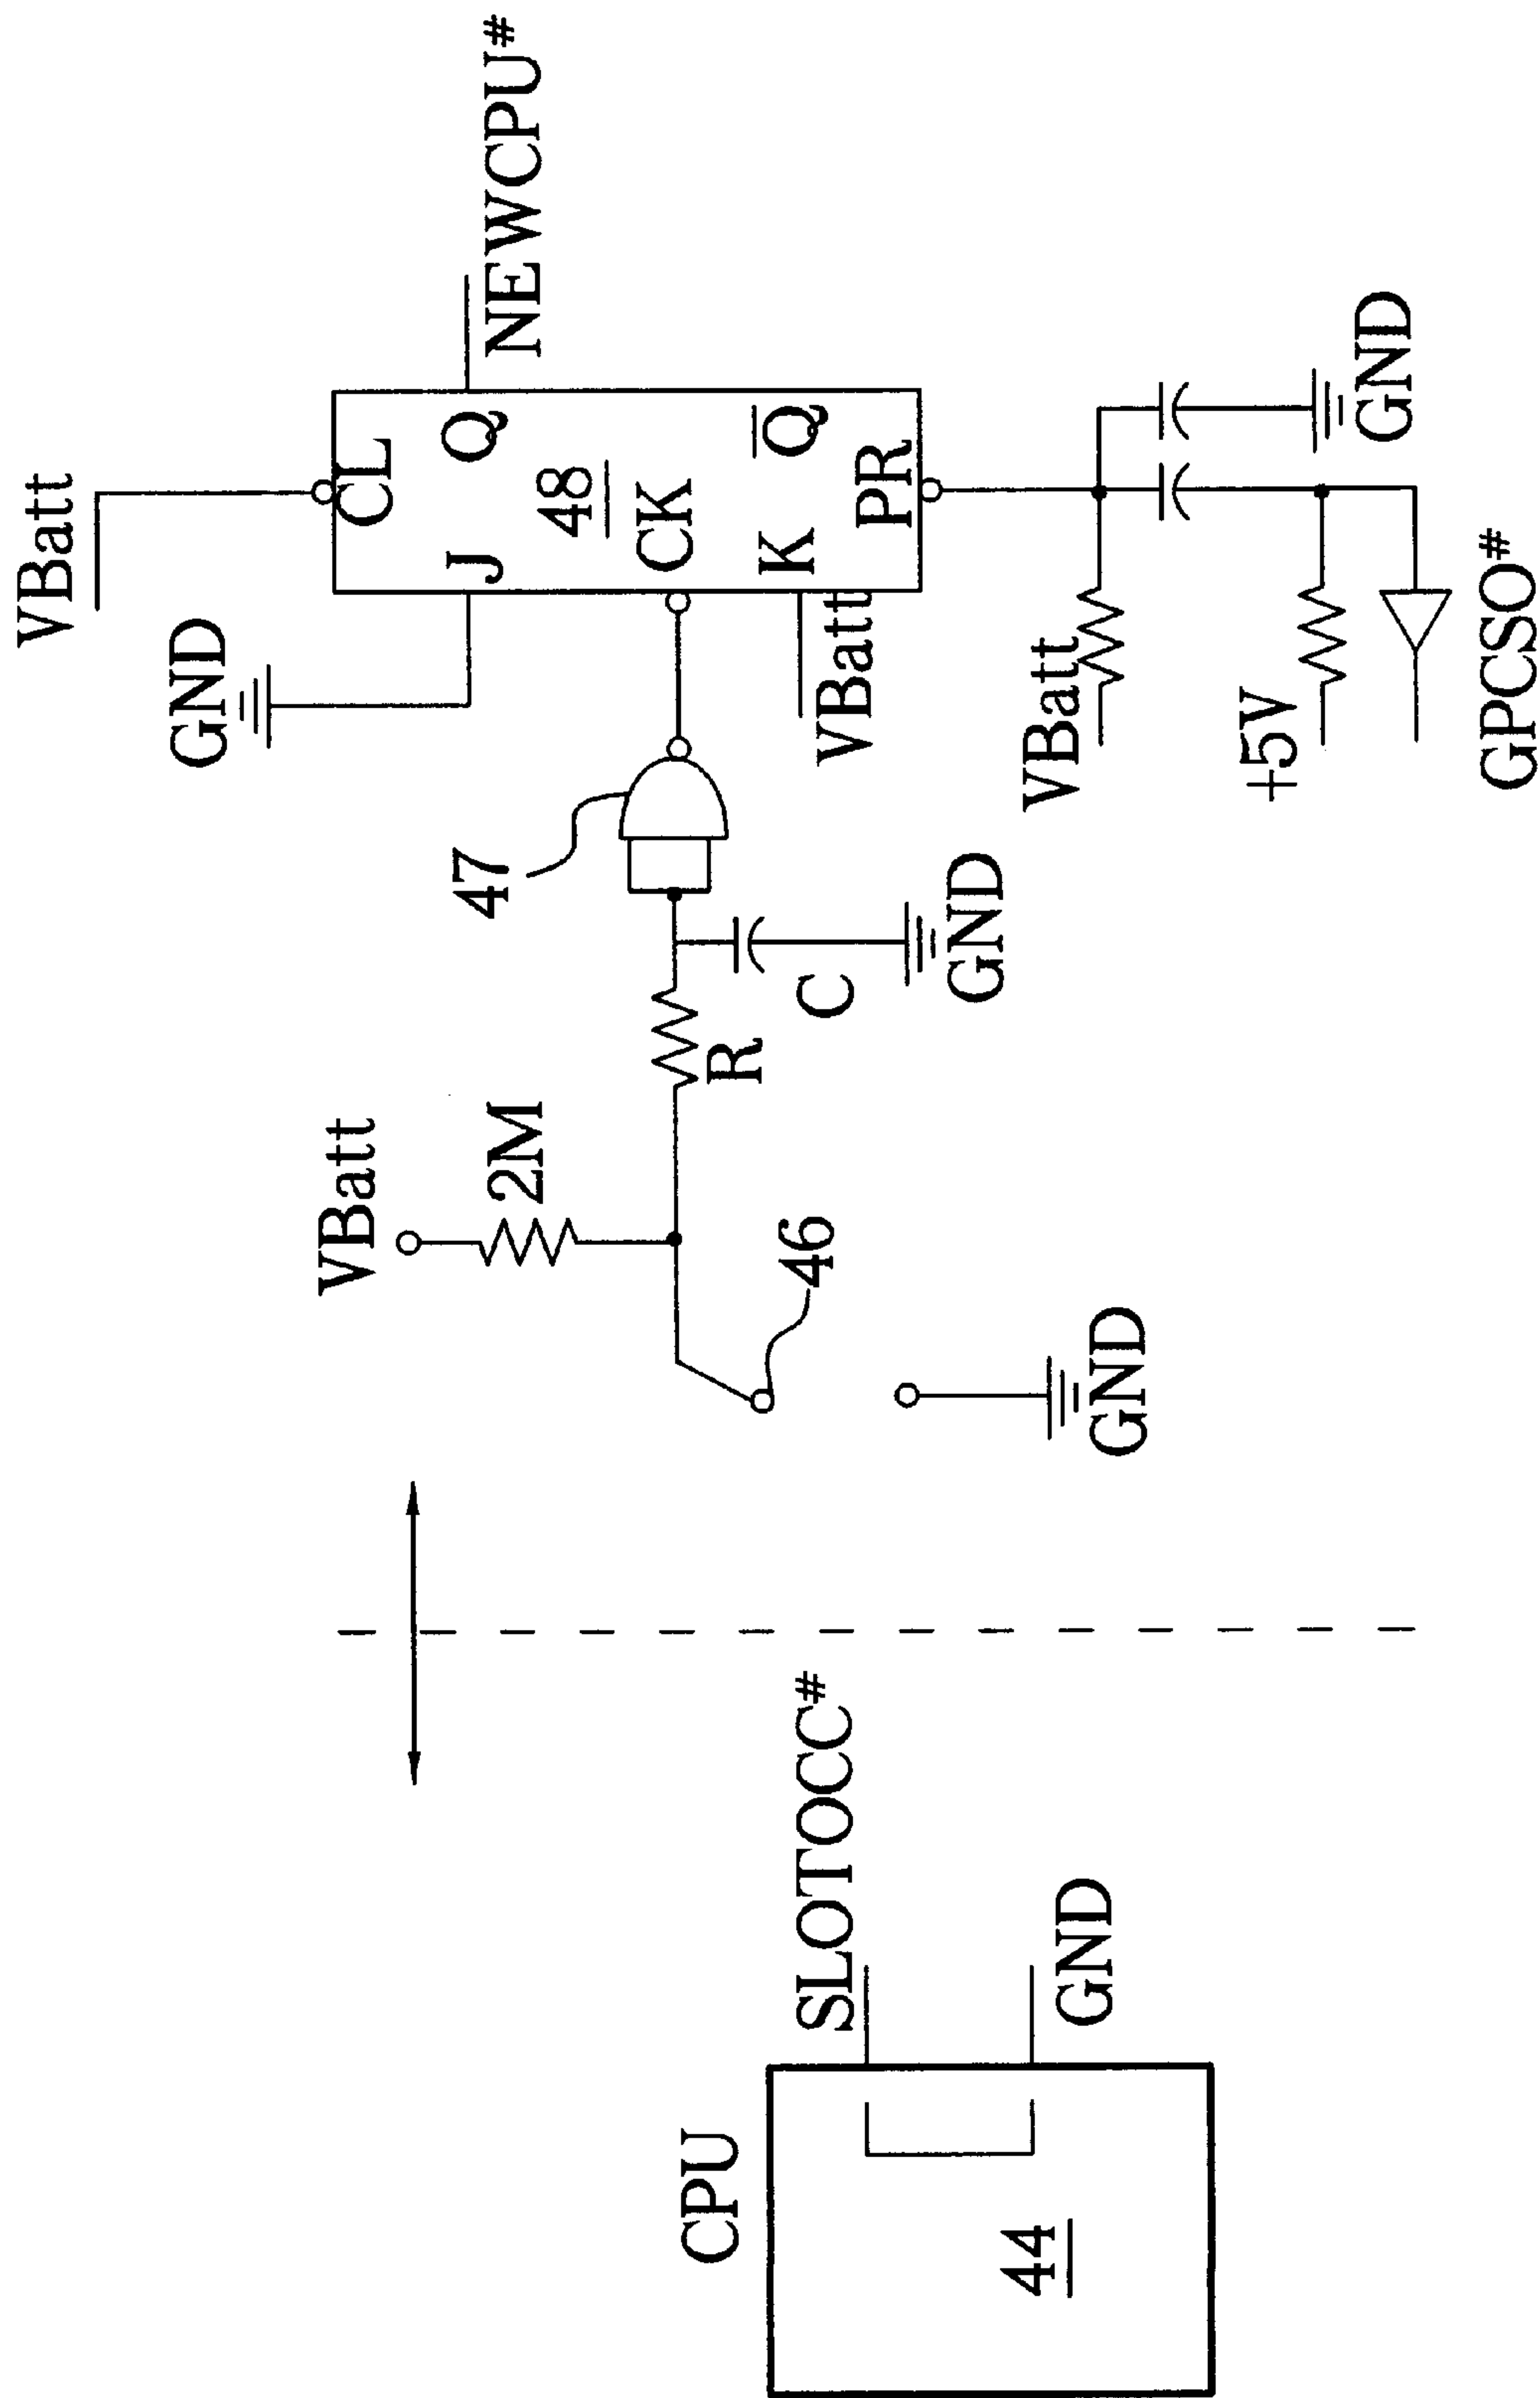 CPU
44
SLOTOCC#
GND
VBatt
2M
46
GND
R
C
GND
47
GND
VBatt
CL
J
Q
48
CK
K
Q
PR
NEWCPU#
VBatt
VBatt
+5V
GPCSO#
GND